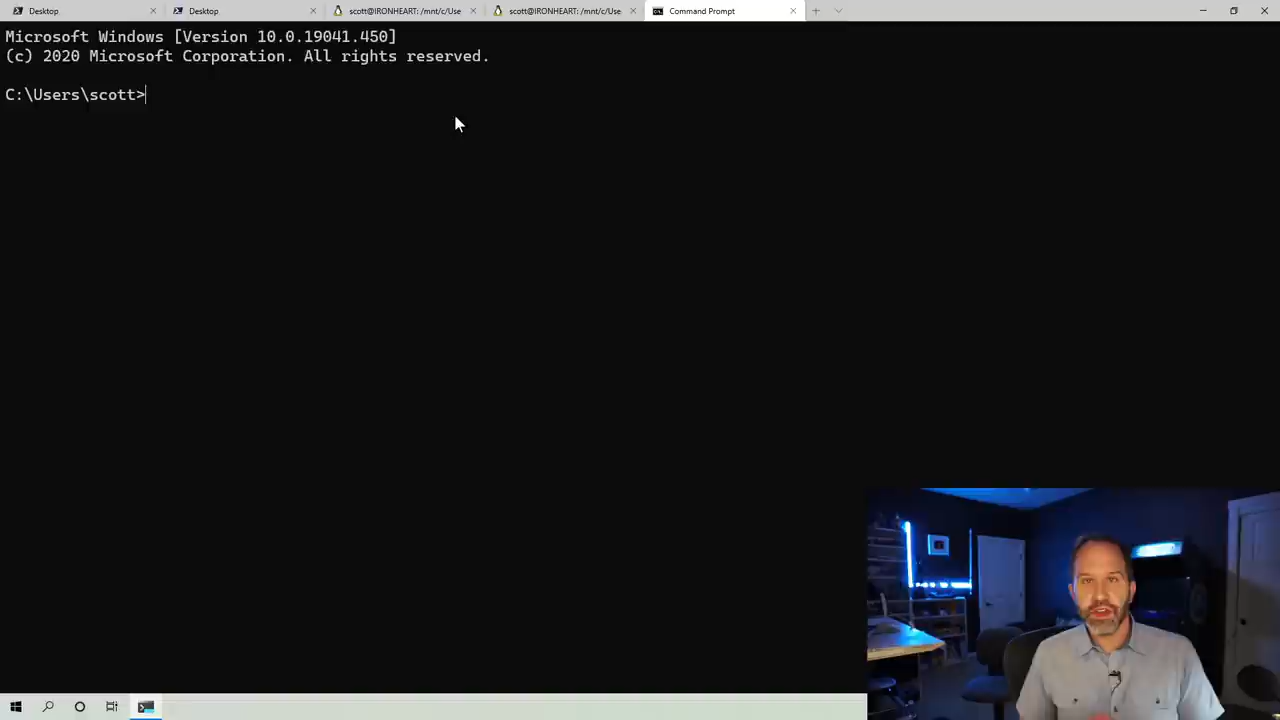 Desktop
Desktop
scott@IRONHEART: /mnt/c/Use
scott@IRONHEART: /mnt/c/Use
Command Prompt
Microsoft Windows [Version 10.0.19041.450]
(c) 2020 Microsoft Corporation. All rights reserved.
C:\Users\scott>